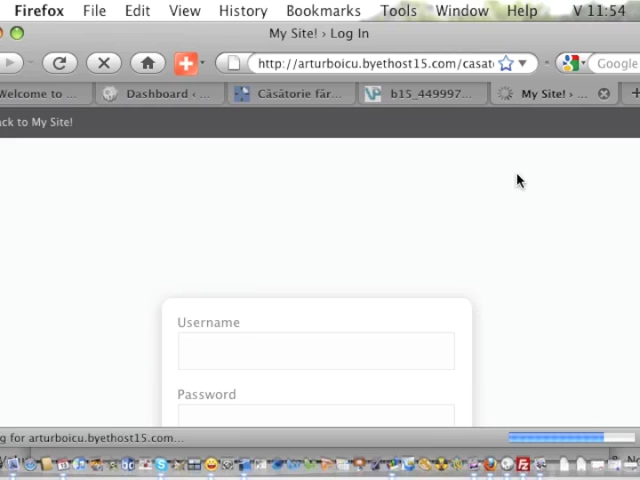 Firefox File Edit View History Bookmarks Tools Window Help V 11:54
My Site! › Log In
http://arturboicu.byethost15.com/casat Google
Welcome to ... Dashboard ‹ ... Căsătorie făr... b15_449997... My Site! › ...
ack to My Site!
Username
Password
g for arturboicu.byethost15.com...